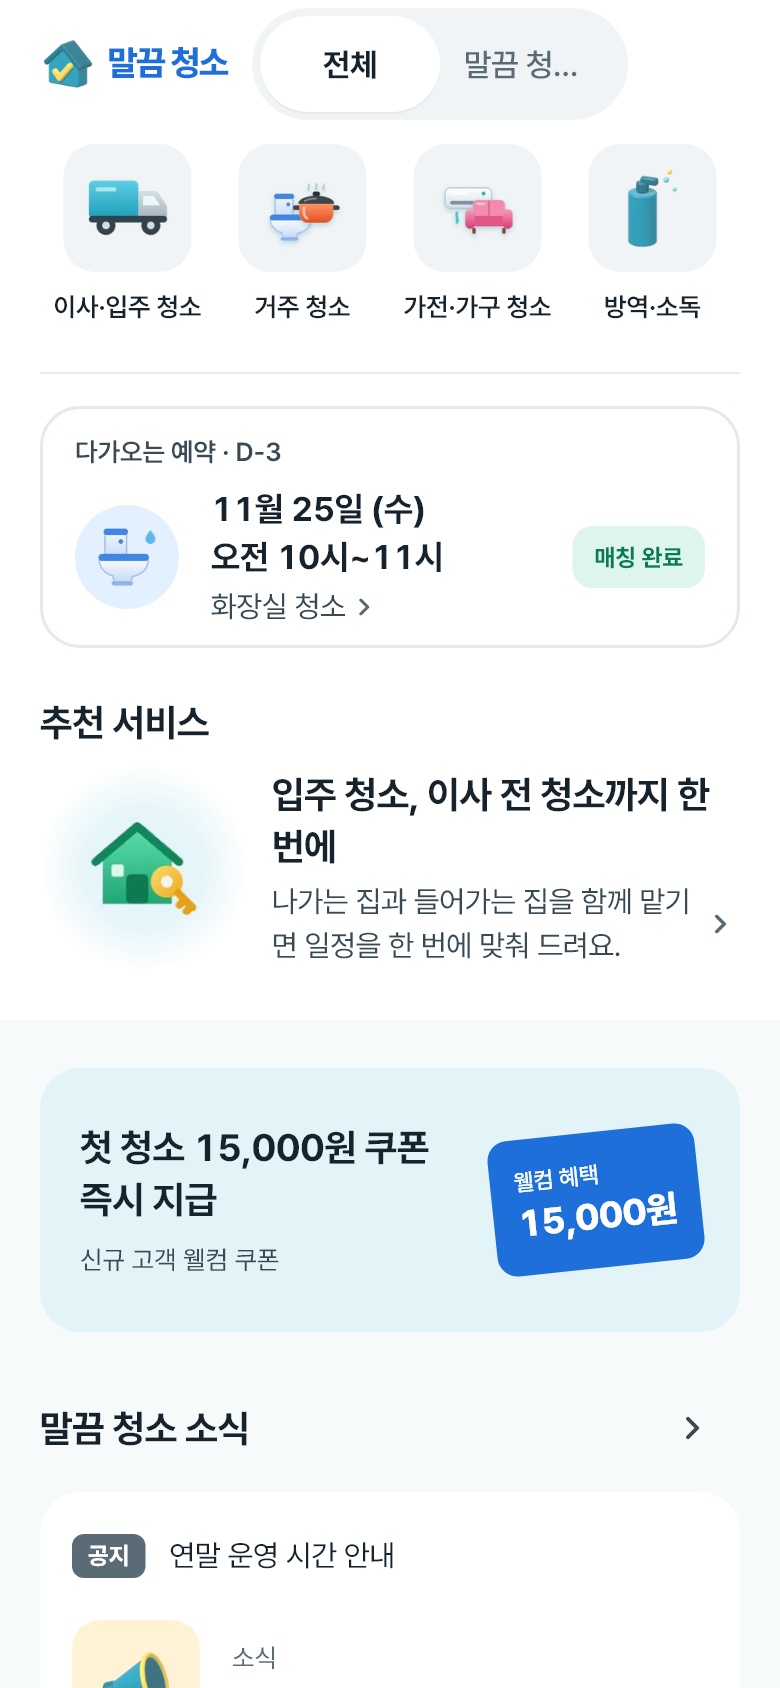 말끔 청소
전체
말끔 청...
이사·입주 청소
거주 청소
가전·가구 청소
방역·소독
다가오는 예약 · D-3
11월 25일 (수)
오전 10시~11시
화장실 청소
매칭 완료
추천 서비스
입주 청소, 이사 전 청소까지 한
번에
나가는 집과 들어가는 집을 함께 맡기
면 일정을 한 번에 맞춰 드려요.
첫 청소 15,000원 쿠폰
즉시 지급
신규 고객 웰컴 쿠폰
웰컴 혜택
15,000원
말끔 청소 소식
공지 연말 운영 시간 안내
소식